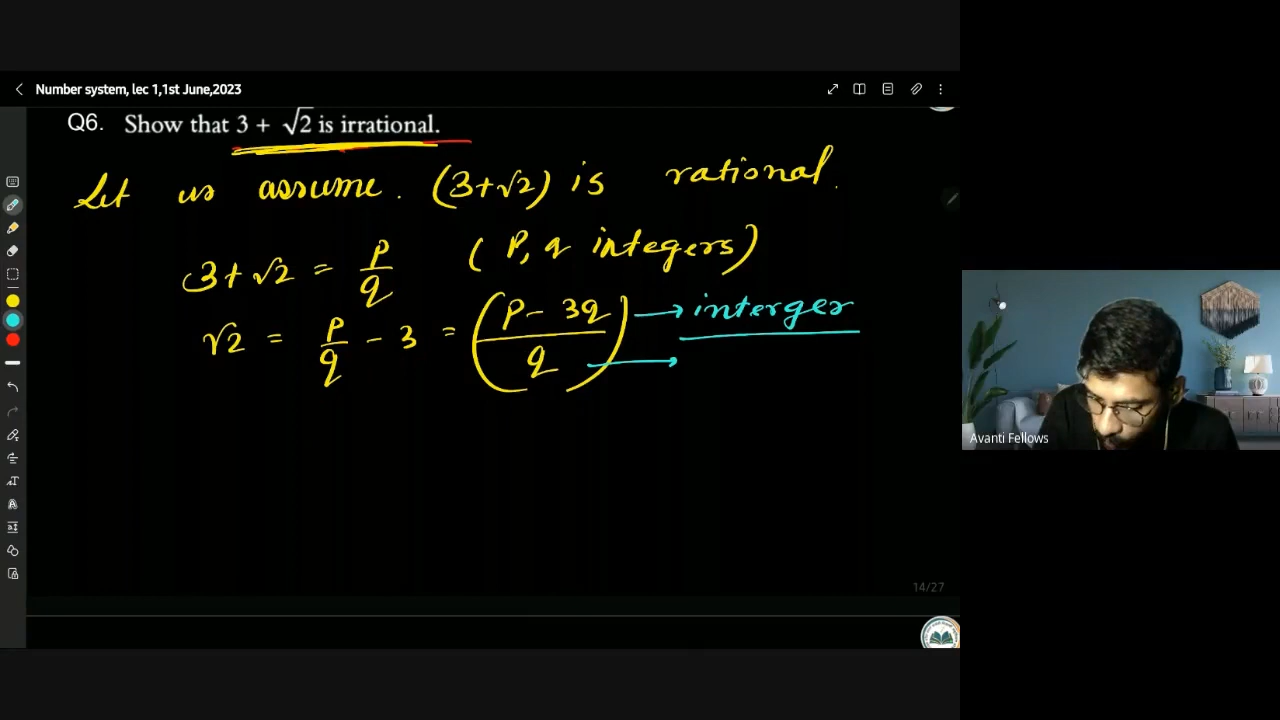 Number system, lec 1,1st June,2023
Q6. Show that 3 + √2 is irrational.
Let us assume. (3+√2) is rational.
3+√2 = p/q (P, q integers)
√2 = p/q - 3 = (p - 3q / q) → interger
→
Avanti Fellows
14/27